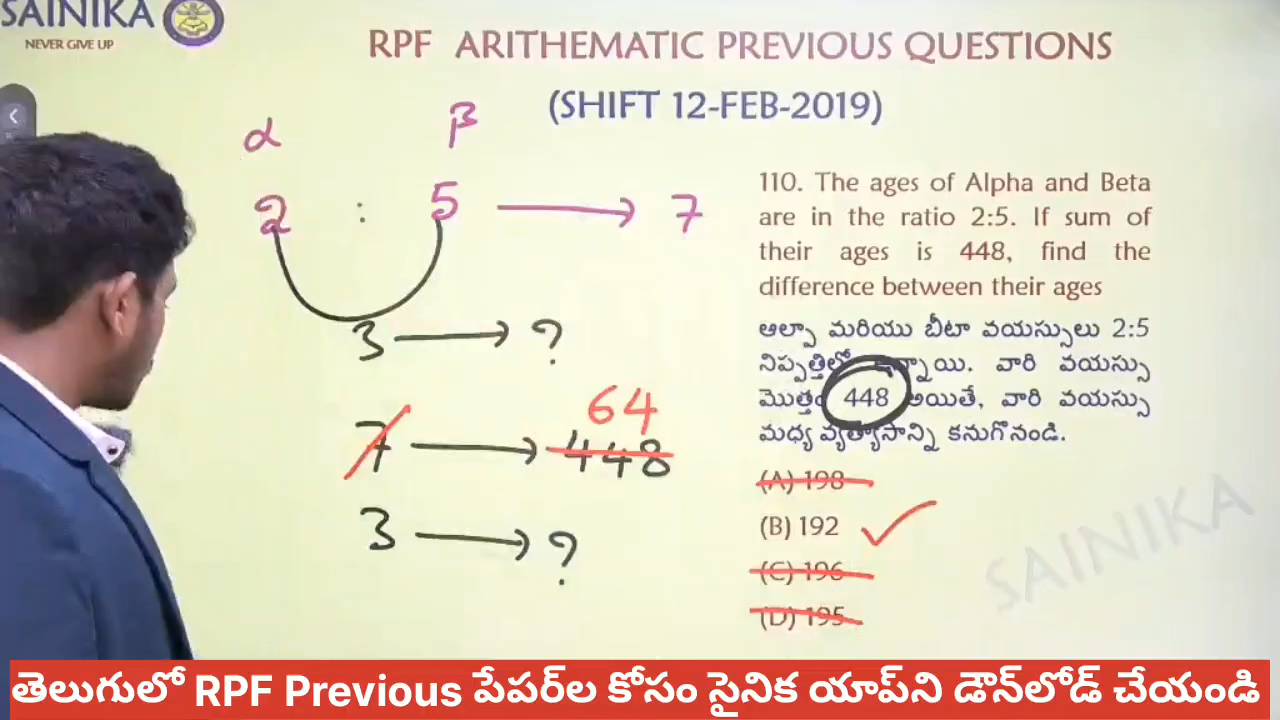 SAINIKA
NEVER GIVE UP
RPF ARITHEMATIC PREVIOUS QUESTIONS
(SHIFT 12-FEB-2019)
α β
2 : 5 → 7
3 → ?
64
7 → 448
3 → ?
110. The ages of Alpha and Beta
are in the ratio 2:5. If sum of
their ages is 448, find the
difference between their ages
ఆల్ఫా మరియు బీటా వయస్సులు 2:5
నిష్పత్తిలో ఉన్నాయి. వారి వయస్సు
మొత్తం 448 అయితే, వారి వయస్సు
మధ్య వ్యత్యాసాన్ని కనుగొనండి.
(A) 198
(B) 192
(C) 196
(D) 195
SAINIKA
తెలుగులో RPF Previous పేపర్‌ల కోసం సైనిక యాప్‌ని డౌన్‌లోడ్ చేయండి